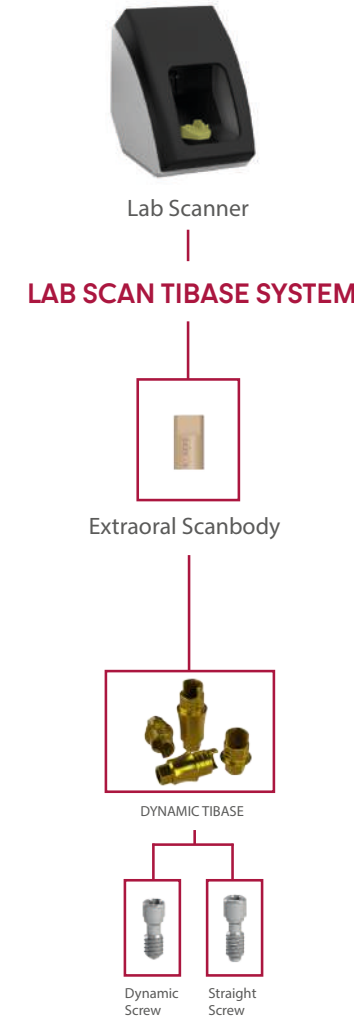 Lab Scanner
LAB SCAN TIBASE SYSTEM
Extraoral Scanbody
DYNAMIC TIBASE
Dynamic
Screw
Straight
Screw